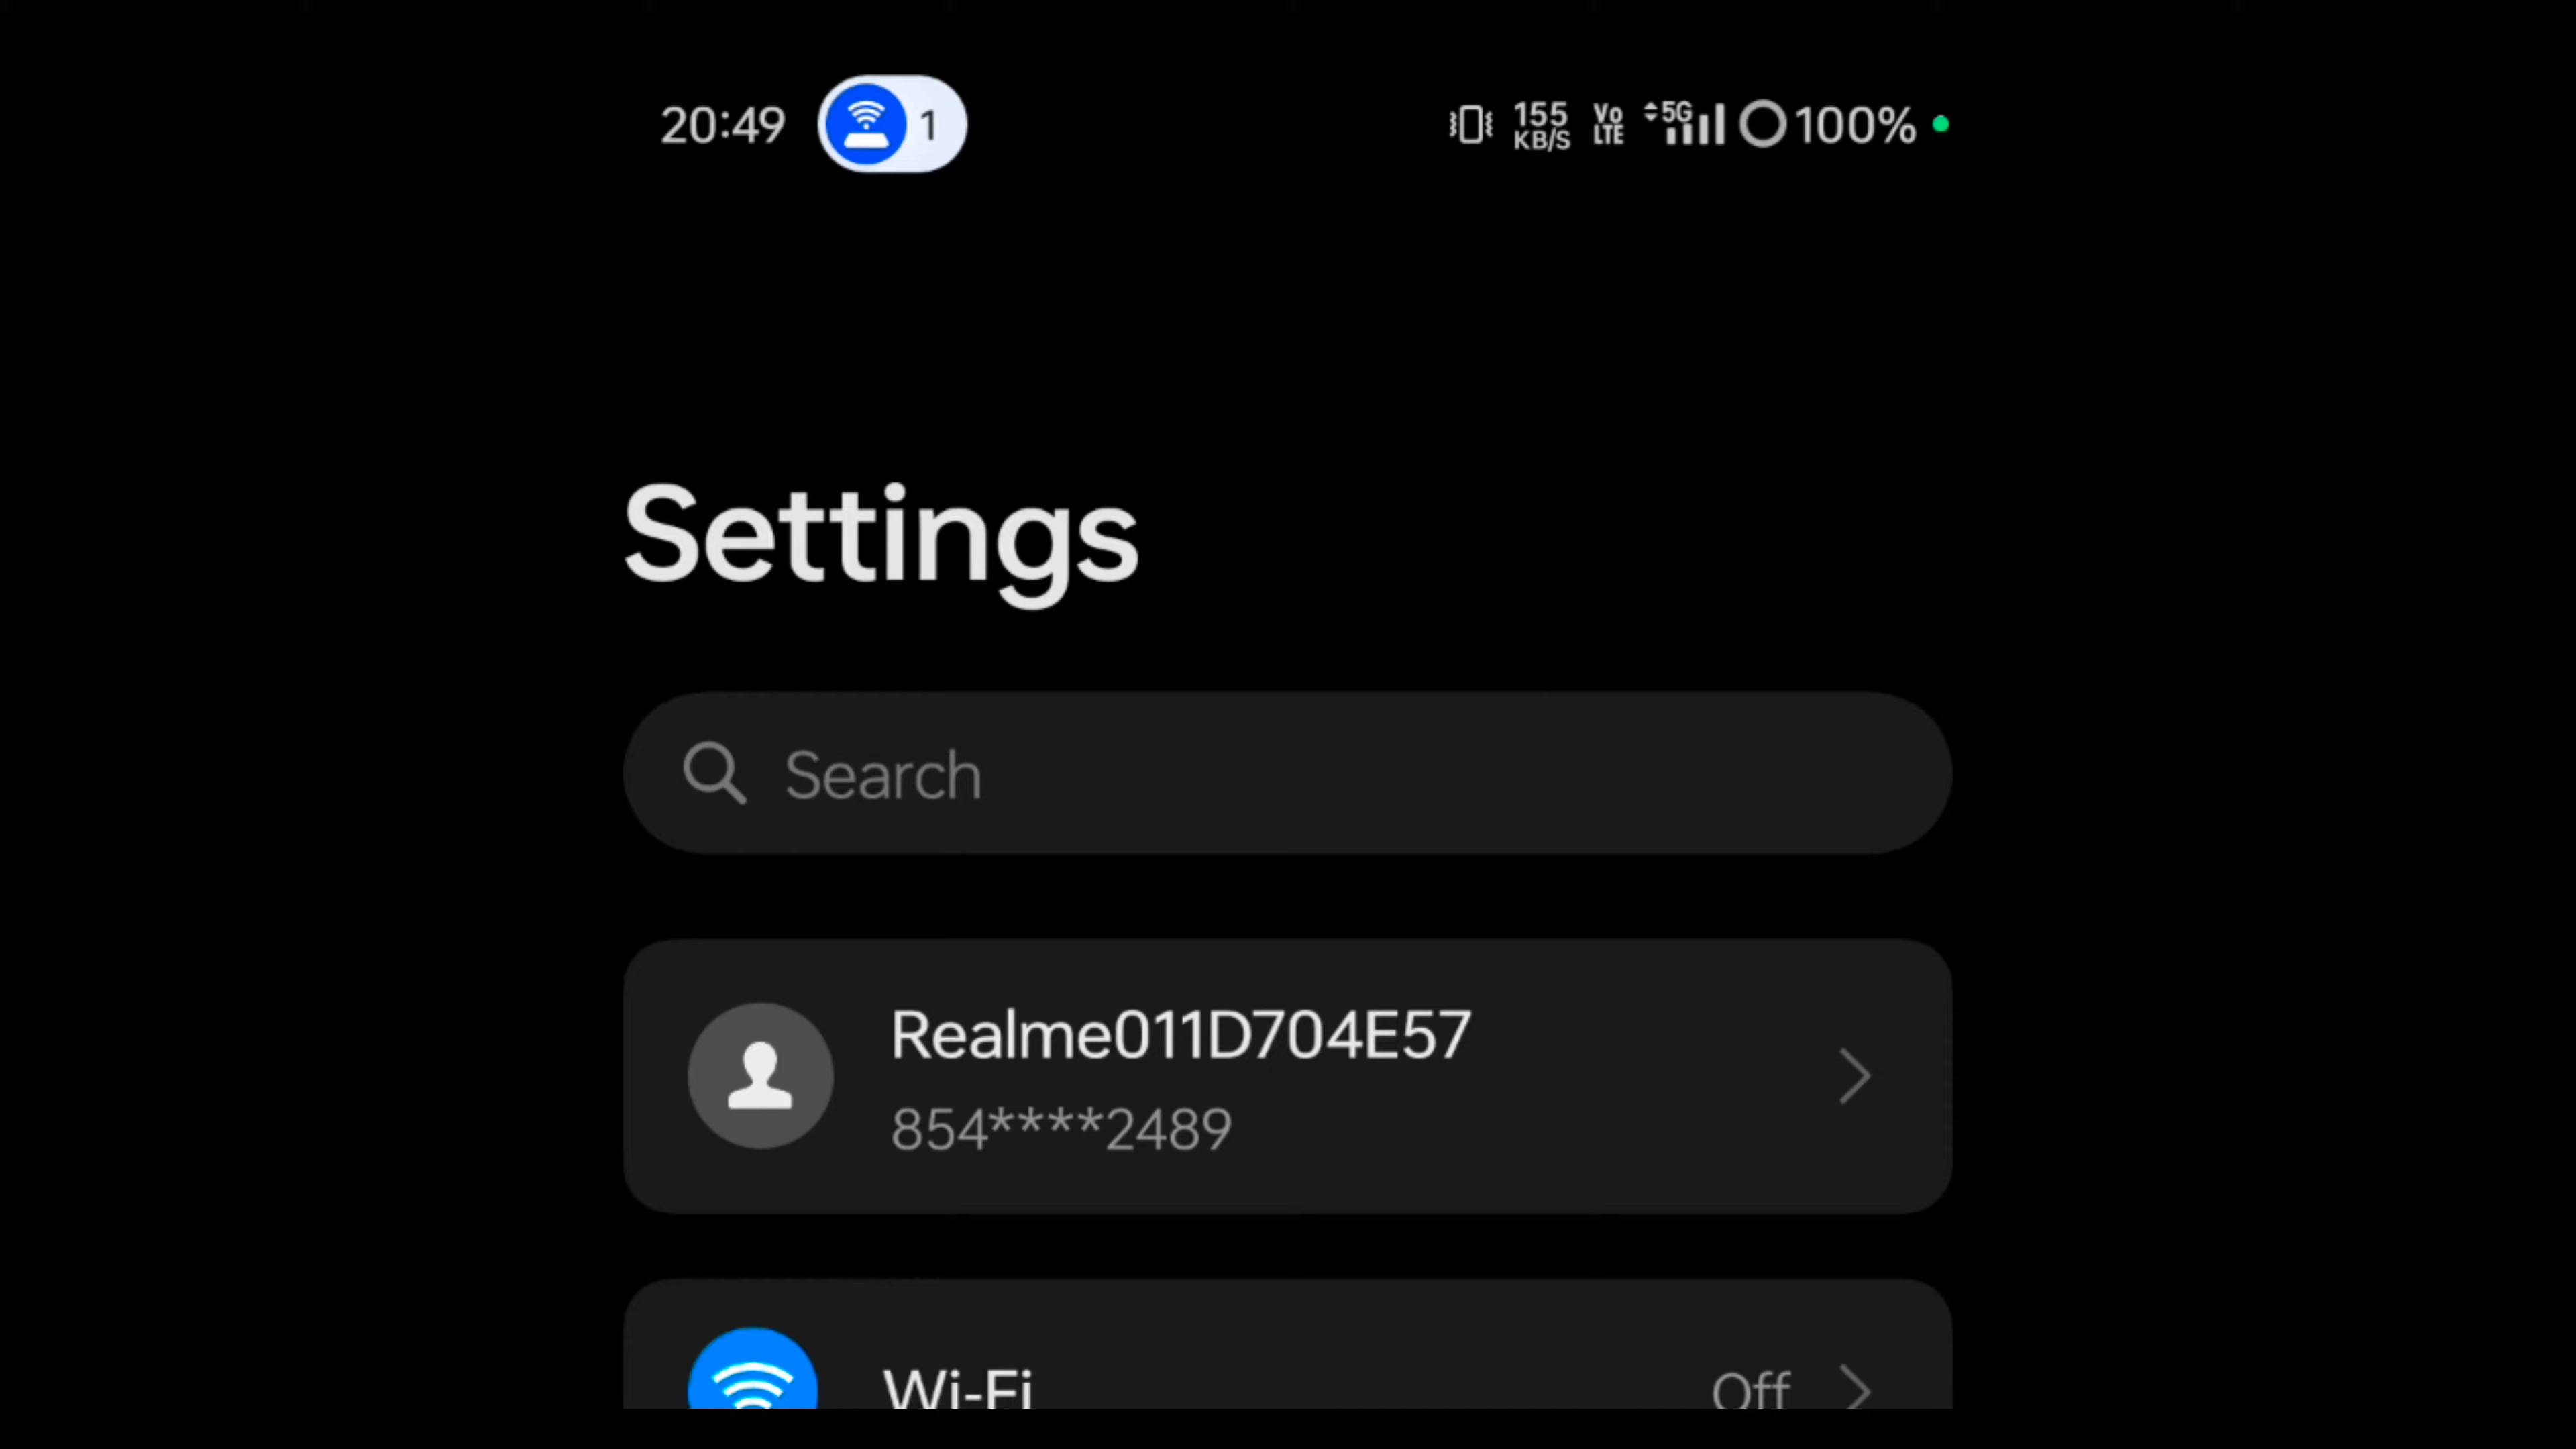 20:49 1 155 KB/S Vo LTE 5G 100%
Settings
Search
Realme011D704E57
854****2489
Wi-Fi Off